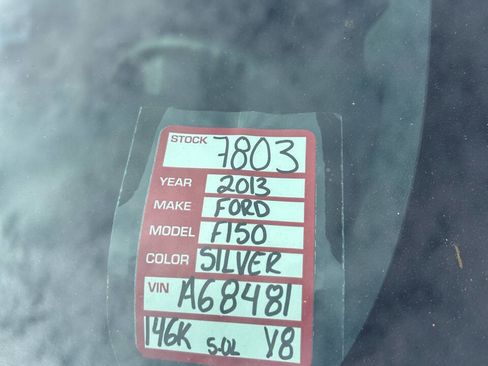 STOCK 7803
YEAR 2013
MAKE FORD
MODEL F150
COLOR SILVER
VIN A68481
146K 5.0L V8